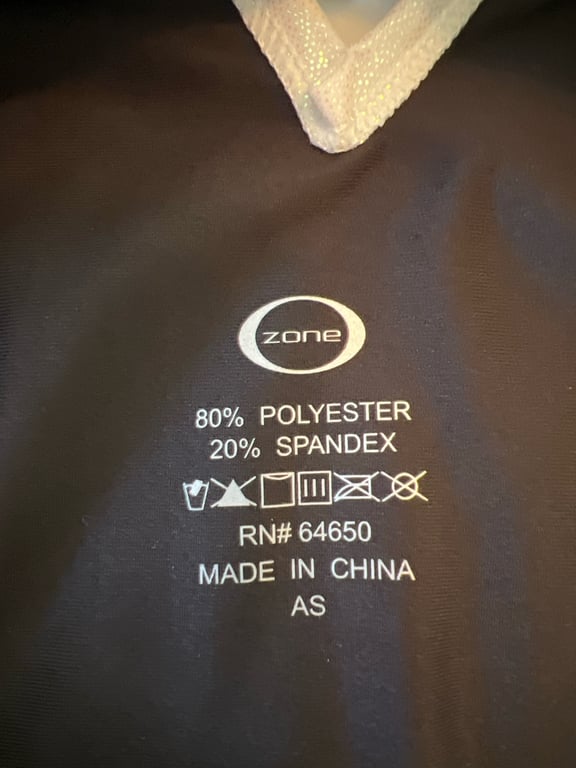 zone
80% POLYESTER
20% SPANDEX
RN# 64650
MADE IN CHINA
AS